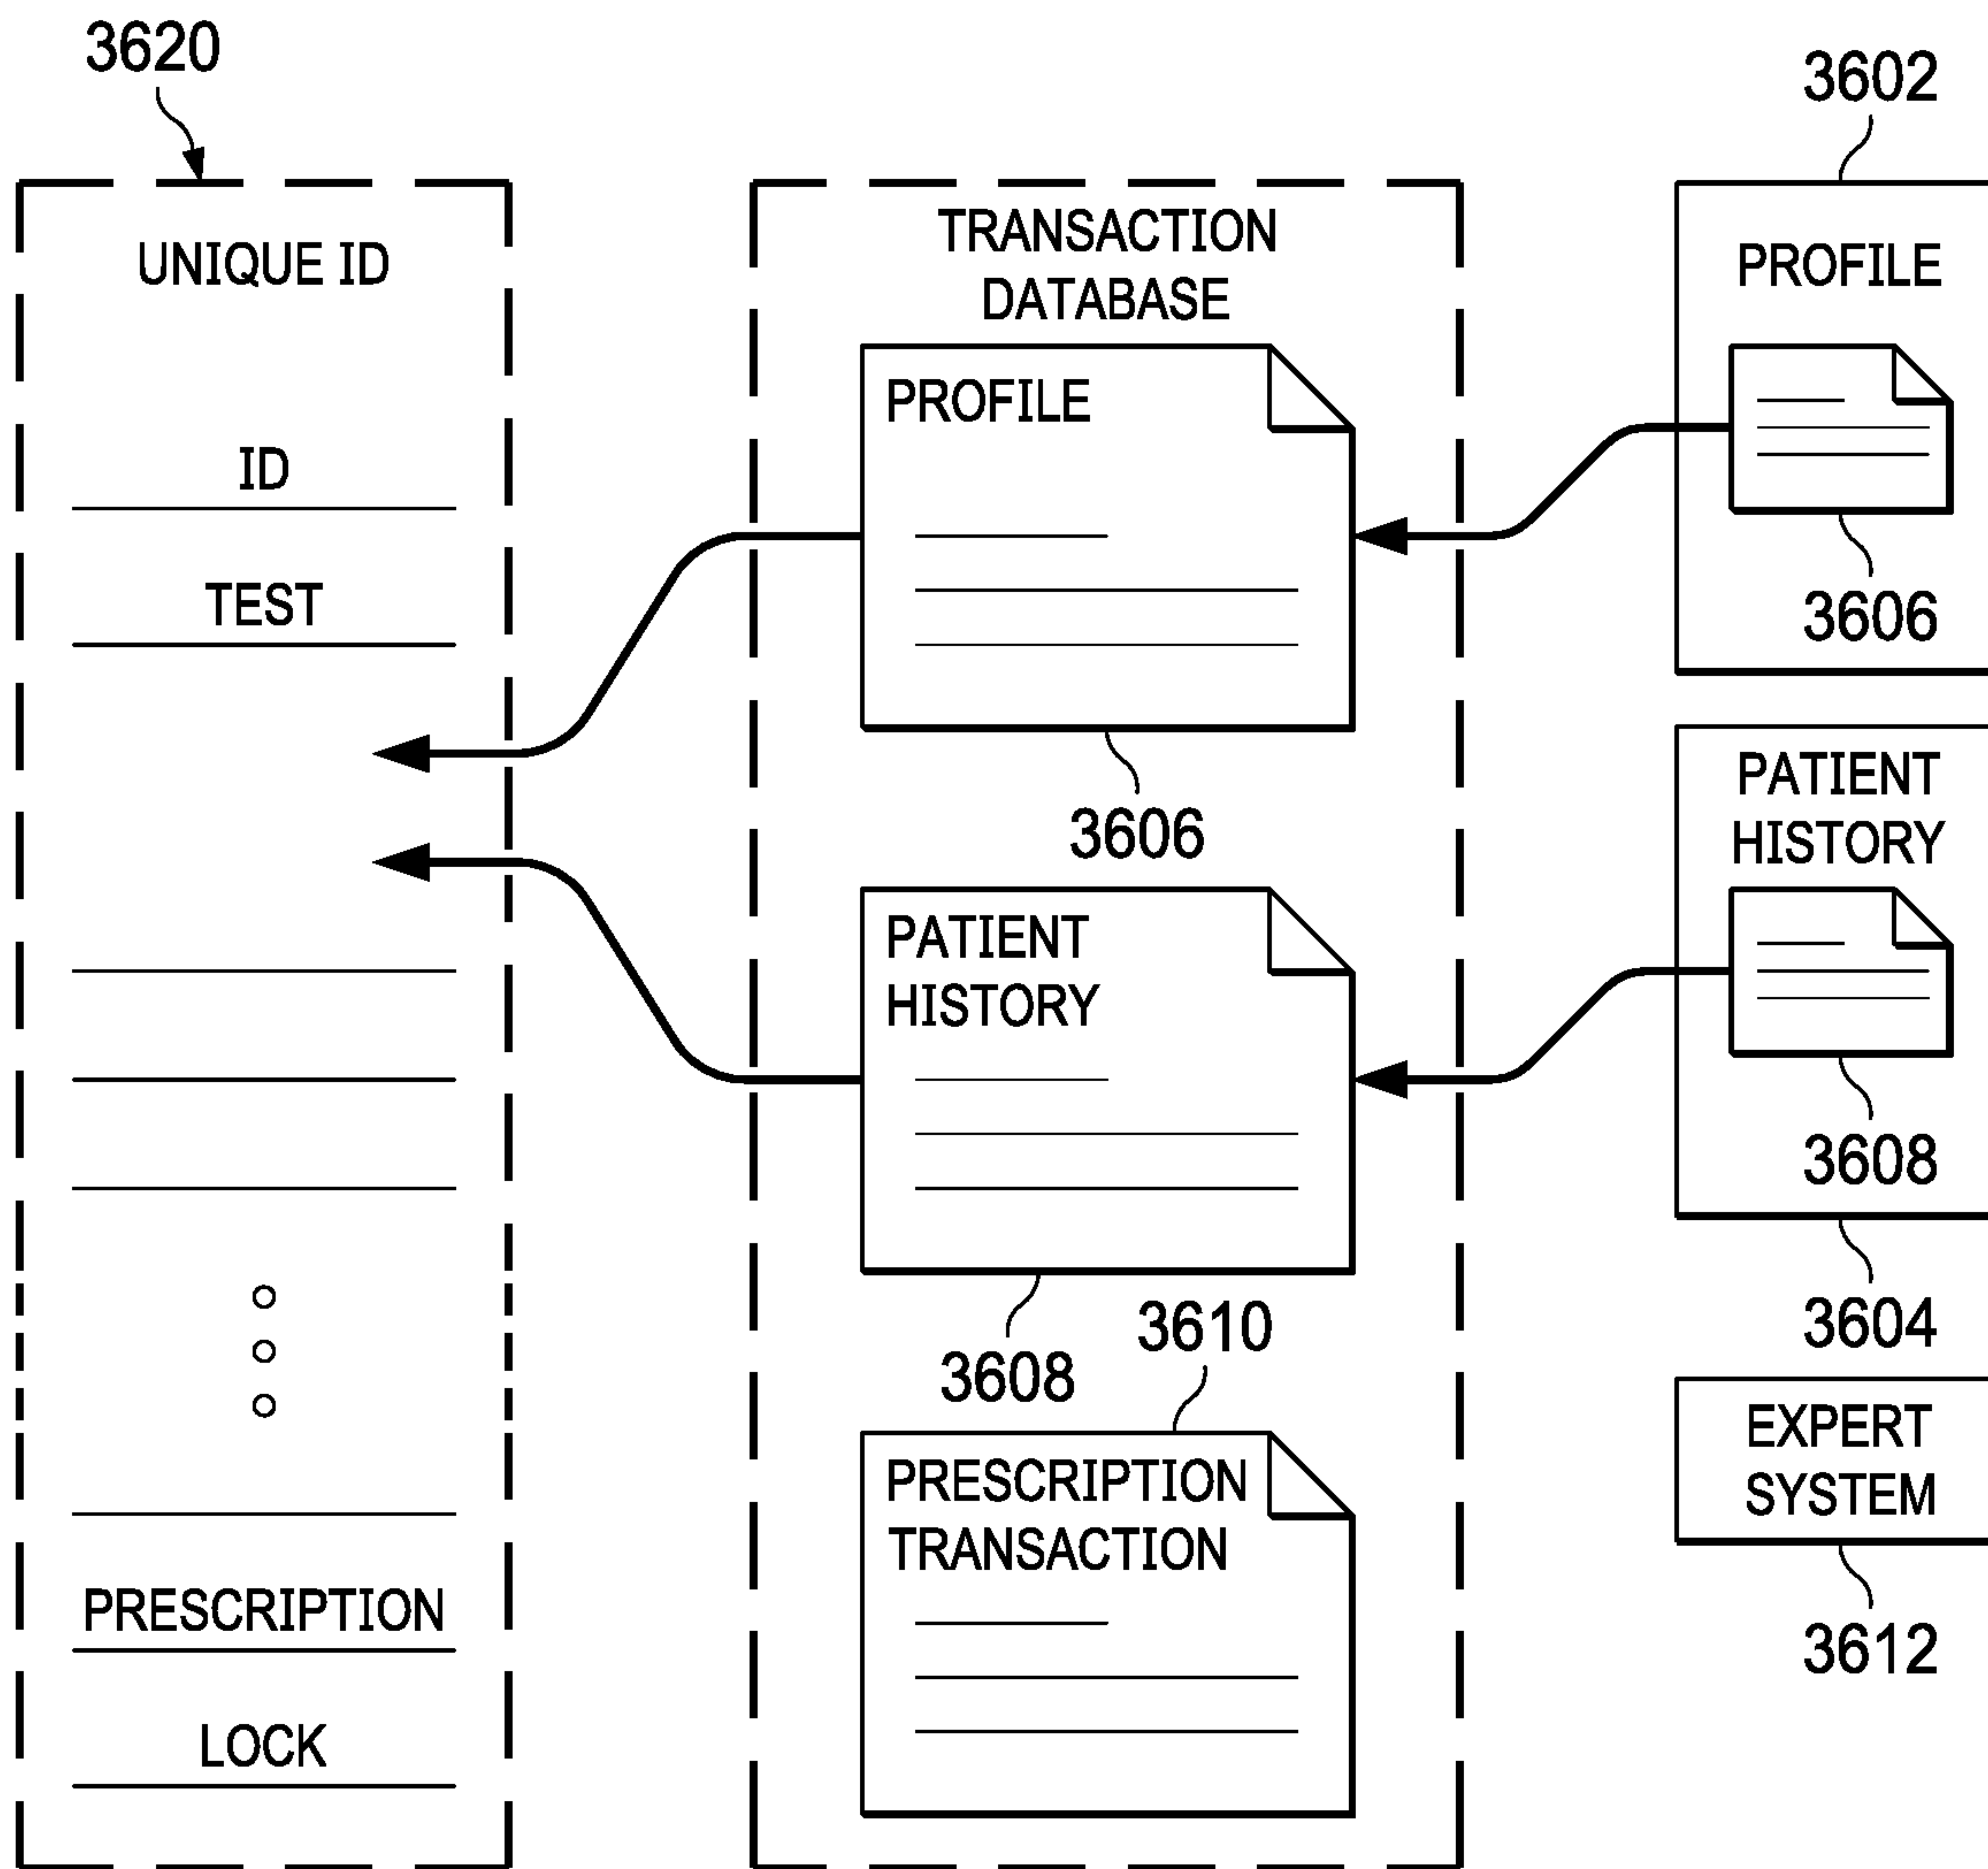 3620
UNIQUE ID
ID
TEST
PRESCRIPTION
LOCK
TRANSACTION
DATABASE
PROFILE
3606
PATIENT
HISTORY
3608
3610
PRESCRIPTION
TRANSACTION
3602
PROFILE
3606
PATIENT
HISTORY
3608
3604
EXPERT
SYSTEM
3612